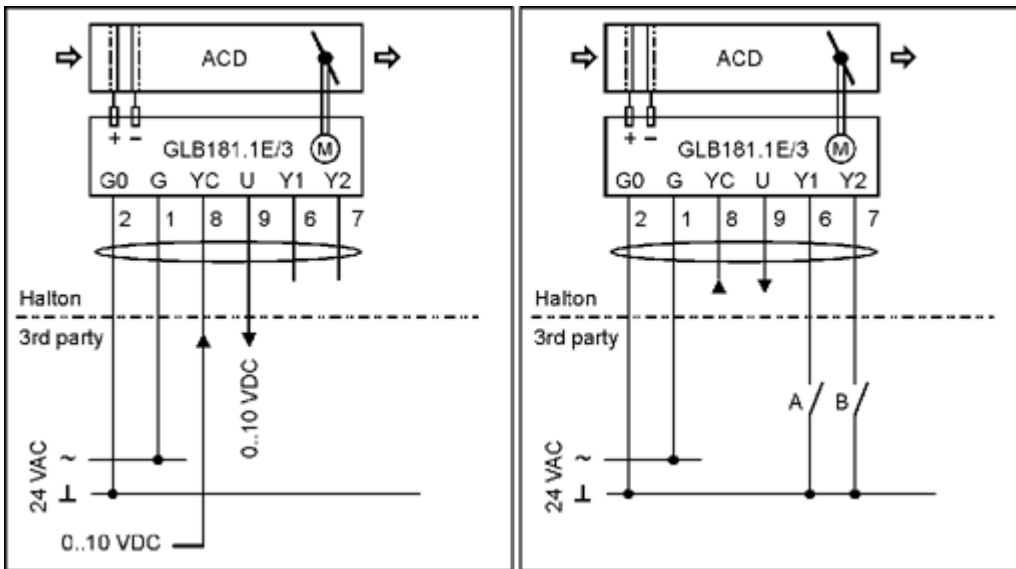 ACD
+ −
GLB181.1E/3 M
G0 G YC U Y1 Y2
2 1 8 9 6 7
Halton
3rd party
0..10 VDC
24 VAC
~
⊥
0..10 VDC
ACD
+ −
GLB181.1E/3 M
G0 G YC U Y1 Y2
2 1 8 9 6 7
Halton
3rd party
A B
24 VAC
~
⊥